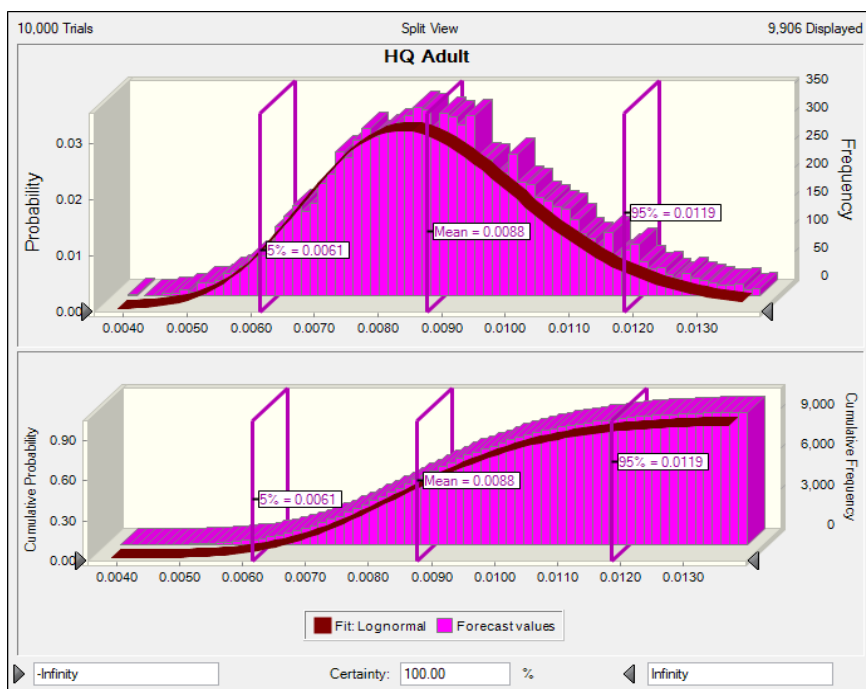 10,000 Trials Split View 9,906 Displayed
HQ Adult
Probability
0.03
0.02
0.01
0.00
Frequency
350
300
250
200
150
100
50
0
5% = 0.0061
Mean = 0.0088
95% = 0.0119
0.0040 0.0050 0.0060 0.0070 0.0080 0.0090 0.0100 0.0110 0.0120 0.0130
Cumulative Probability
0.90
0.60
0.30
0.00
Cumulative Frequency
9,000
6,000
3,000
0
5% = 0.0061
Mean = 0.0088
95% = 0.0119
0.0040 0.0050 0.0060 0.0070 0.0080 0.0090 0.0100 0.0110 0.0120 0.0130
Fit: Lognormal Forecast values
-Infinity Certainty: 100.00 % Infinity